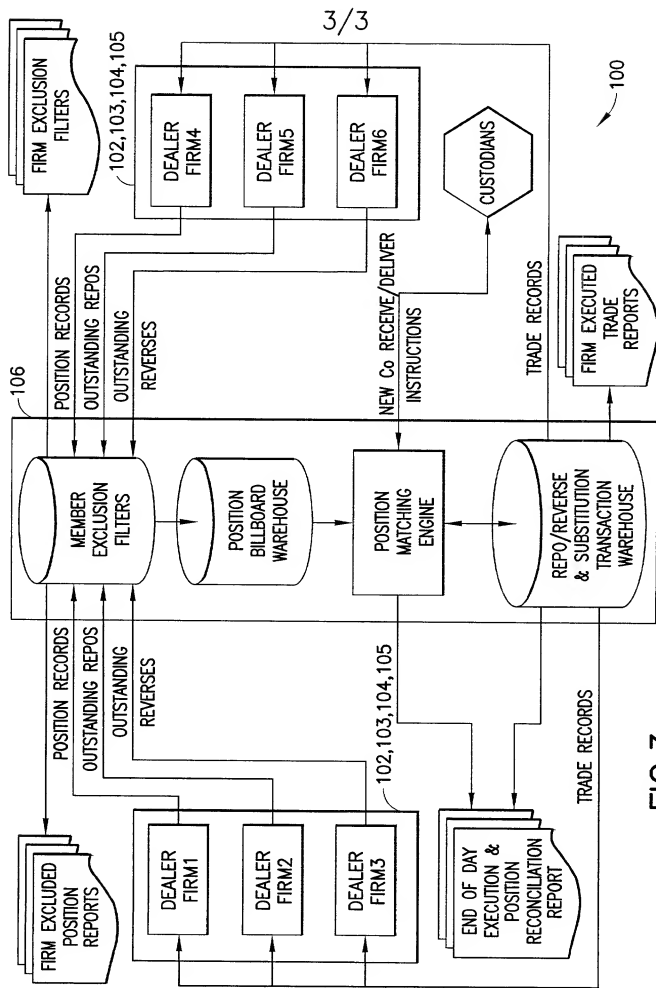 3/3
FIRM EXCLUDED
POSITION
REPORTS
POSITION RECORDS
OUTSTANDING REPOS
OUTSTANDING
REVERSES
DEALER
FIRM1
DEALER
FIRM2
DEALER
FIRM3
102,103,104,105
END OF DAY
EXECUTION &
POSITION
RECONCILIATION
REPORT
TRADE RECORDS
106
MEMBER
EXCLUSION
FILTERS
POSITION
BILLBOARD
WAREHOUSE
POSITION
MATCHING
ENGINE
REPO/REVERSE
& SUBSTITUTION
TRANSACTION
WAREHOUSE
FIRM EXCLUSION
FILTERS
POSITION RECORDS
OUTSTANDING REPOS
OUTSTANDING
REVERSES
102,103,104,105
DEALER
FIRM4
DEALER
FIRM5
DEALER
FIRM6
NEW Co RECEIVE/DELIVER
INSTRUCTIONS
CUSTODIANS
TRADE RECORDS
FIRM EXECUTED
TRADE
REPORTS
100
FIG.3